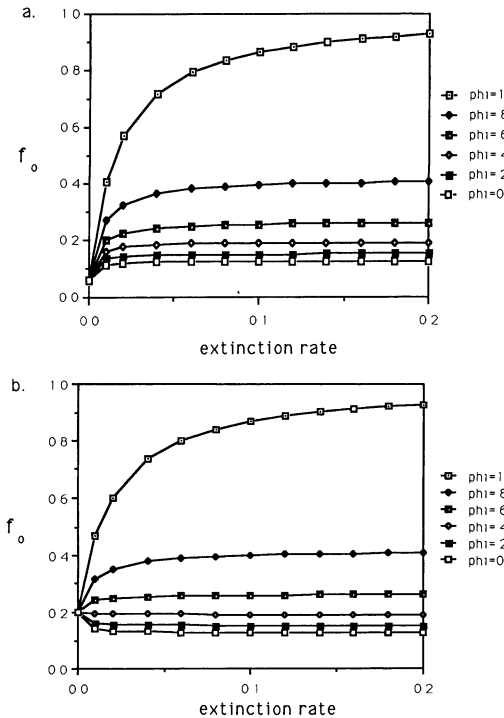 a.
1 0
0 8
0 6
0 4
0 2
0 0
f o
0 0
0 1
0 2
extinction rate
phi=1
phi= 8
phi= 6
phi= 4
phi= 2
phi=0
b.
1 0
0 8
0 6
0 4
0 2
0 0
f o
0 0
0 1
0 2
extinction rate
phi=1
phi= 8
phi= 6
phi= 4
phi= 2
phi=0